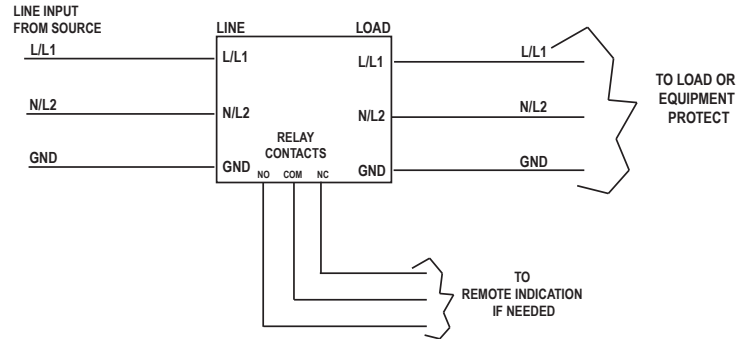 LINE INPUT
FROM SOURCE
LINE
LOAD
L/L1
L/L1
L/L1
L/L1
TO LOAD OR
EQUIPMENT
PROTECT
N/L2
N/L2
N/L2
N/L2
RELAY
CONTACTS
GND
GND
GND
GND
NO
COM
NC
TO
REMOTE INDICATION
IF NEEDED